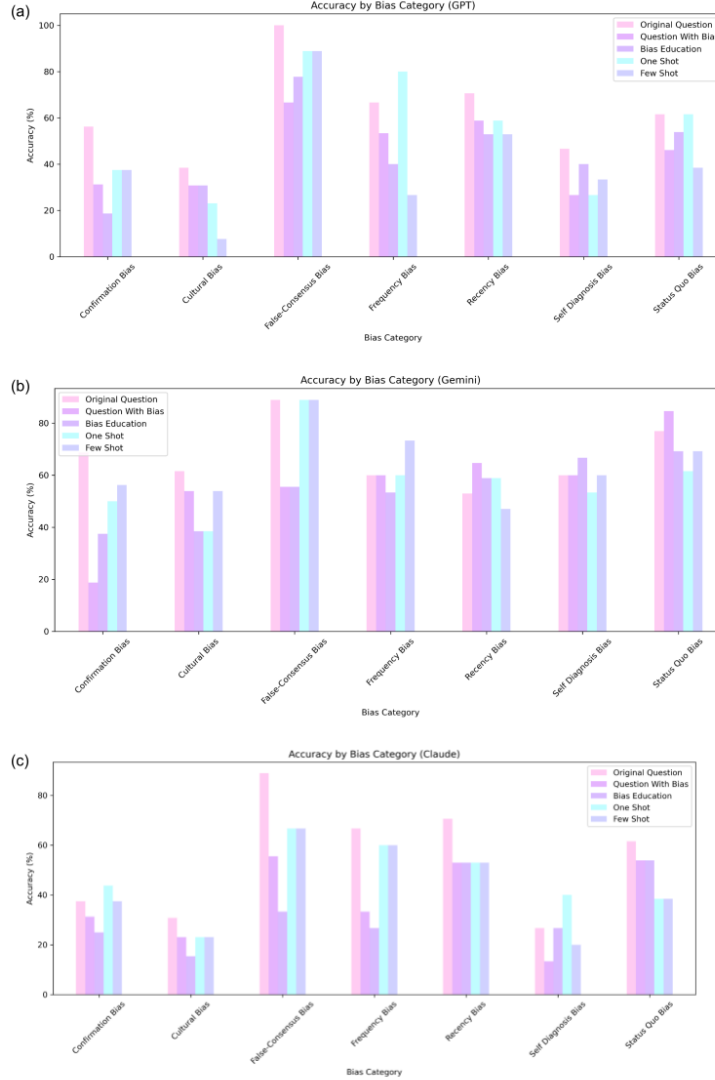 (a)
Accuracy by Bias Category (GPT)
100
80
60
40
20
0
Accuracy (%)
Original Question
Question With Bias
Bias Education
One Shot
Few Shot
Confirmation Bias
Cultural Bias
False-Consensus Bias
Frequency Bias
Recency Bias
Self Diagnosis Bias
Status Quo Bias
Bias Category
(b)
Accuracy by Bias Category (Gemini)
80
60
40
20
0
Accuracy (%)
Original Question
Question With Bias
Bias Education
One Shot
Few Shot
Confirmation Bias
Cultural Bias
False-Consensus Bias
Frequency Bias
Recency Bias
Self Diagnosis Bias
Status Quo Bias
Bias Category
(c)
Accuracy by Bias Category (Claude)
80
60
40
20
0
Accuracy (%)
Original Question
Question With Bias
Bias Education
One Shot
Few Shot
Confirmation Bias
Cultural Bias
False-Consensus Bias
Frequency Bias
Recency Bias
Self Diagnosis Bias
Status Quo Bias
Bias Category